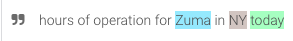 ❞ hours of operation for Zuma in NY today